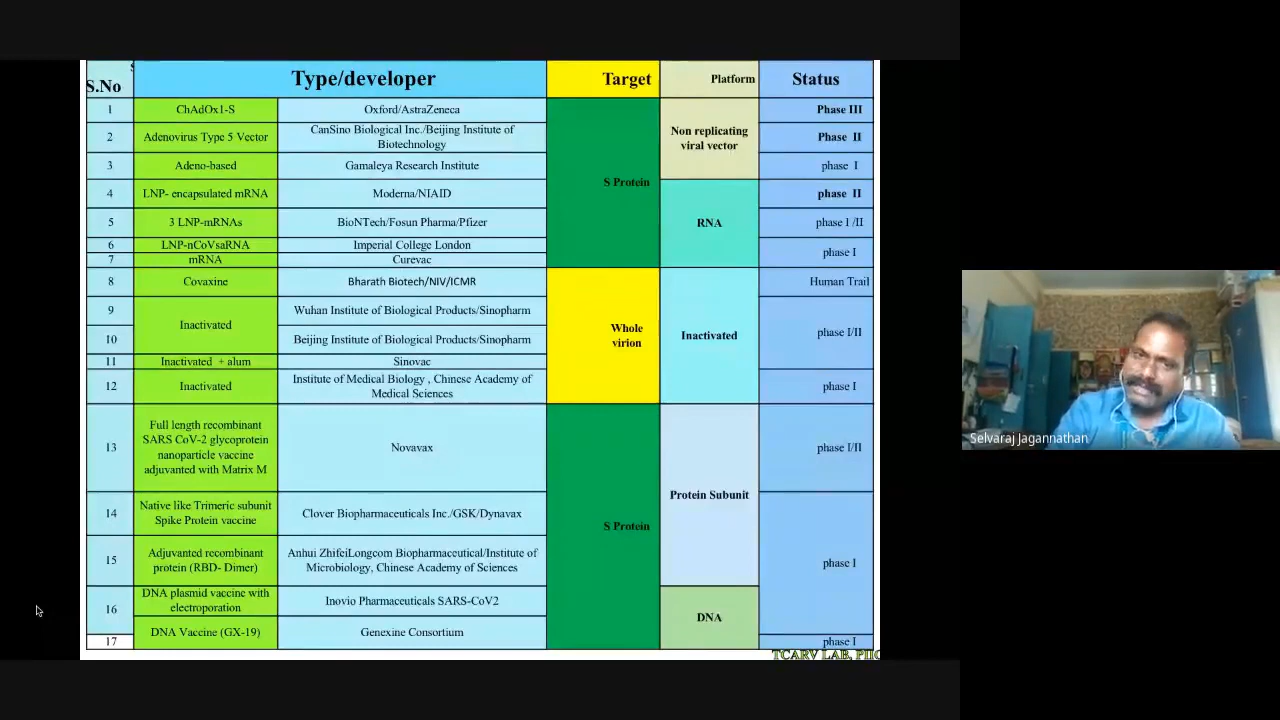 S.No
Type/developer
Target
Platform
Status
1
ChAdOx1-S
Oxford/AstraZeneca
S Protein
Non replicating
viral vector
Phase III
2
Adenovirus Type 5 Vector
CanSino Biological Inc./Beijing Institute of
Biotechnology
Phase II
3
Adeno-based
Gamaleya Research Institute
phase I
4
LNP- encapsulated mRNA
Moderna/NIAID
RNA
phase II
5
3 LNP-mRNAs
BioNTech/Fosun Pharma/Pfizer
phase I /II
6
LNP-nCoVsaRNA
Imperial College London
phase I
7
mRNA
Curevac
8
Covaxine
Bharath Biotech/NIV/ICMR
Whole
virion
Inactivated
Human Trail
9
Inactivated
Wuhan Institute of Biological Products/Sinopharm
phase I/II
10
Beijing Institute of Biological Products/Sinopharm
11
Inactivated + alum
Sinovac
12
Inactivated
Institute of Medical Biology , Chinese Academy of
Medical Sciences
phase I
13
Full length recombinant
SARS CoV-2 glycoprotein
nanoparticle vaccine
adjuvanted with Matrix M
Novavax
S Protein
Protein Subunit
phase I/II
14
Native like Trimeric subunit
Spike Protein vaccine
Clover Biopharmaceuticals Inc./GSK/Dynavax
phase I
15
Adjuvanted recombinant
protein (RBD- Dimer)
Anhui ZhifeiLongcom Biopharmaceutical/Institute of
Microbiology, Chinese Academy of Sciences
16
DNA plasmid vaccine with
electroporation
Inovio Pharmaceuticals SARS-CoV2
DNA
DNA Vaccine (GX-19)
Genexine Consortium
17
phase I
TCARV LAB,
Selvaraj Jagannathan